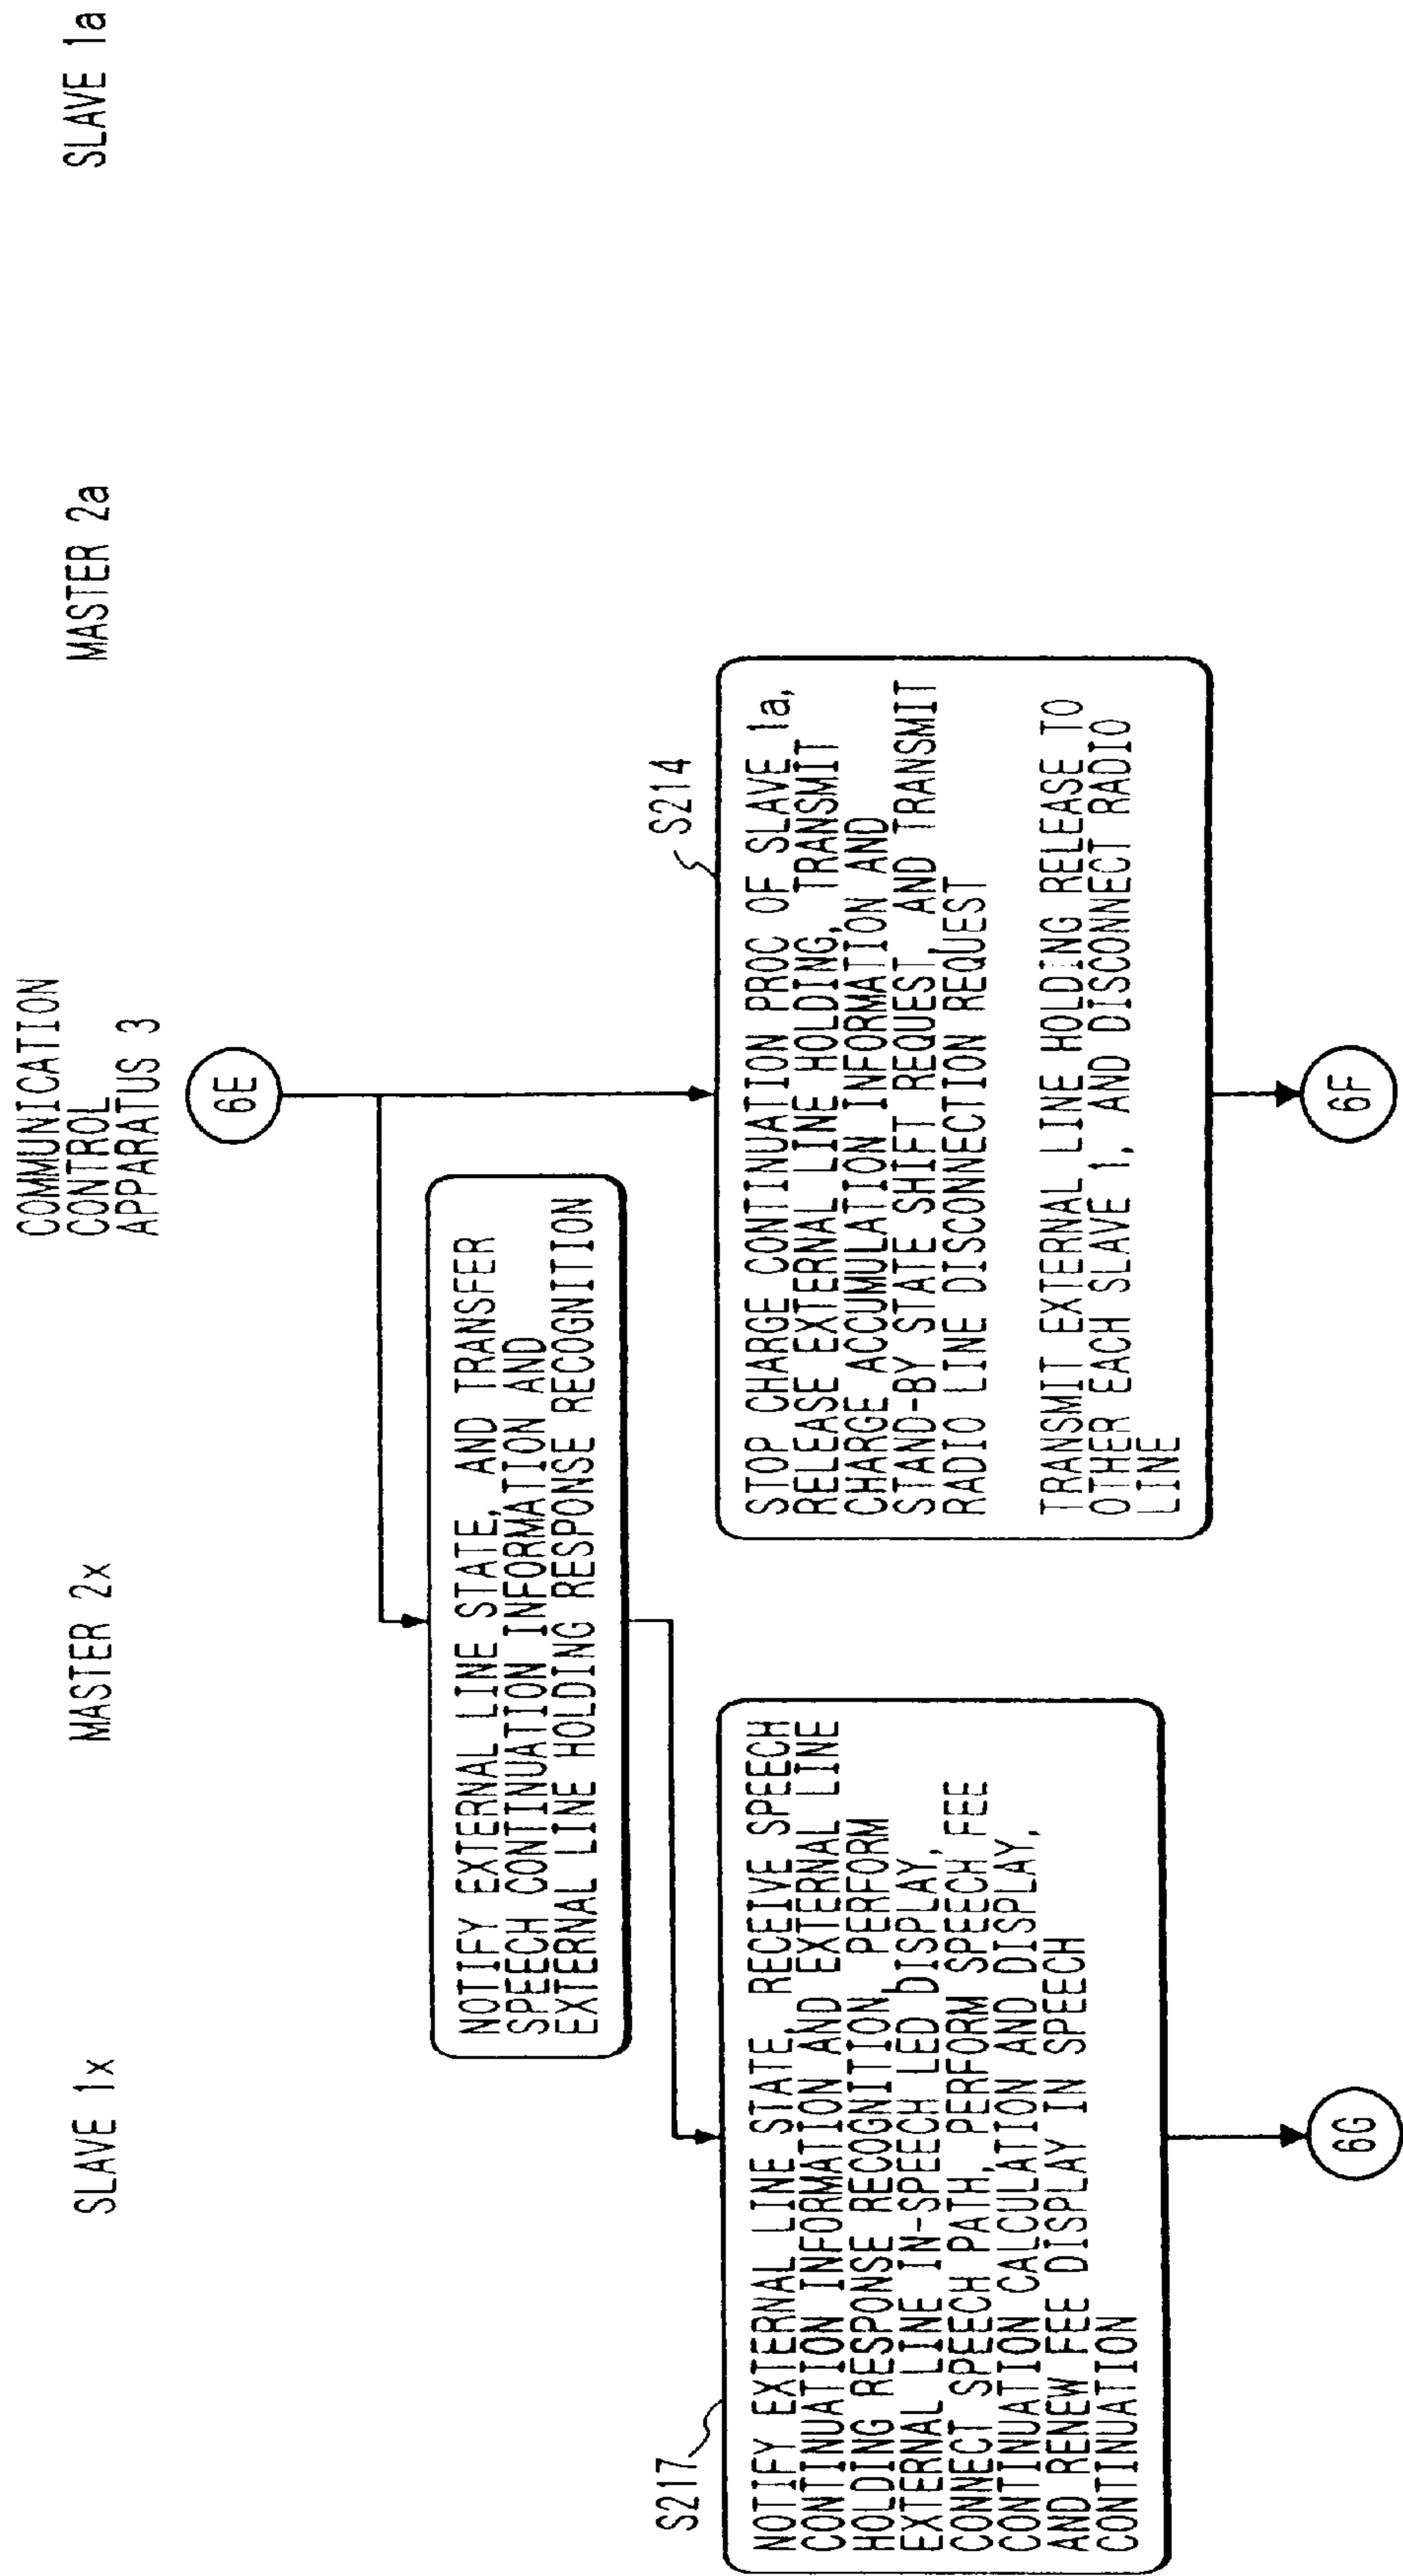 SLAVE 1x
MASTER 2x
COMMUNICATION
CONTROL
APPARATUS 3
MASTER 2a
SLAVE 1a
6E
NOTIFY EXTERNAL LINE STATE, AND TRANSFER
SPEECH CONTINUATION INFORMATION AND
EXTERNAL LINE HOLDING RESPONSE RECOGNITION
S217
NOTIFY EXTERNAL LINE STATE, RECEIVE SPEECH
CONTINUATION INFORMATION AND EXTERNAL LINE
HOLDING RESPONSE RECOGNITION, PERFORM
EXTERNAL LINE IN-SPEECH LED DISPLAY,
CONNECT SPEECH PATH, PERFORM SPEECH FEE
CONTINUATION CALCULATION AND DISPLAY,
AND RENEW FEE DISPLAY IN SPEECH
CONTINUATION
S214
STOP CHARGE CONTINUATION PROC OF SLAVE 1a,
RELEASE EXTERNAL LINE HOLDING, TRANSMIT
CHARGE ACCUMULATION INFORMATION AND
STAND-BY STATE SHIFT REQUEST, AND TRANSMIT
RADIO LINE DISCONNECTION REQUEST
TRANSMIT EXTERNAL LINE HOLDING RELEASE TO
OTHER EACH SLAVE 1, AND DISCONNECT RADIO
LINE
6G
6F